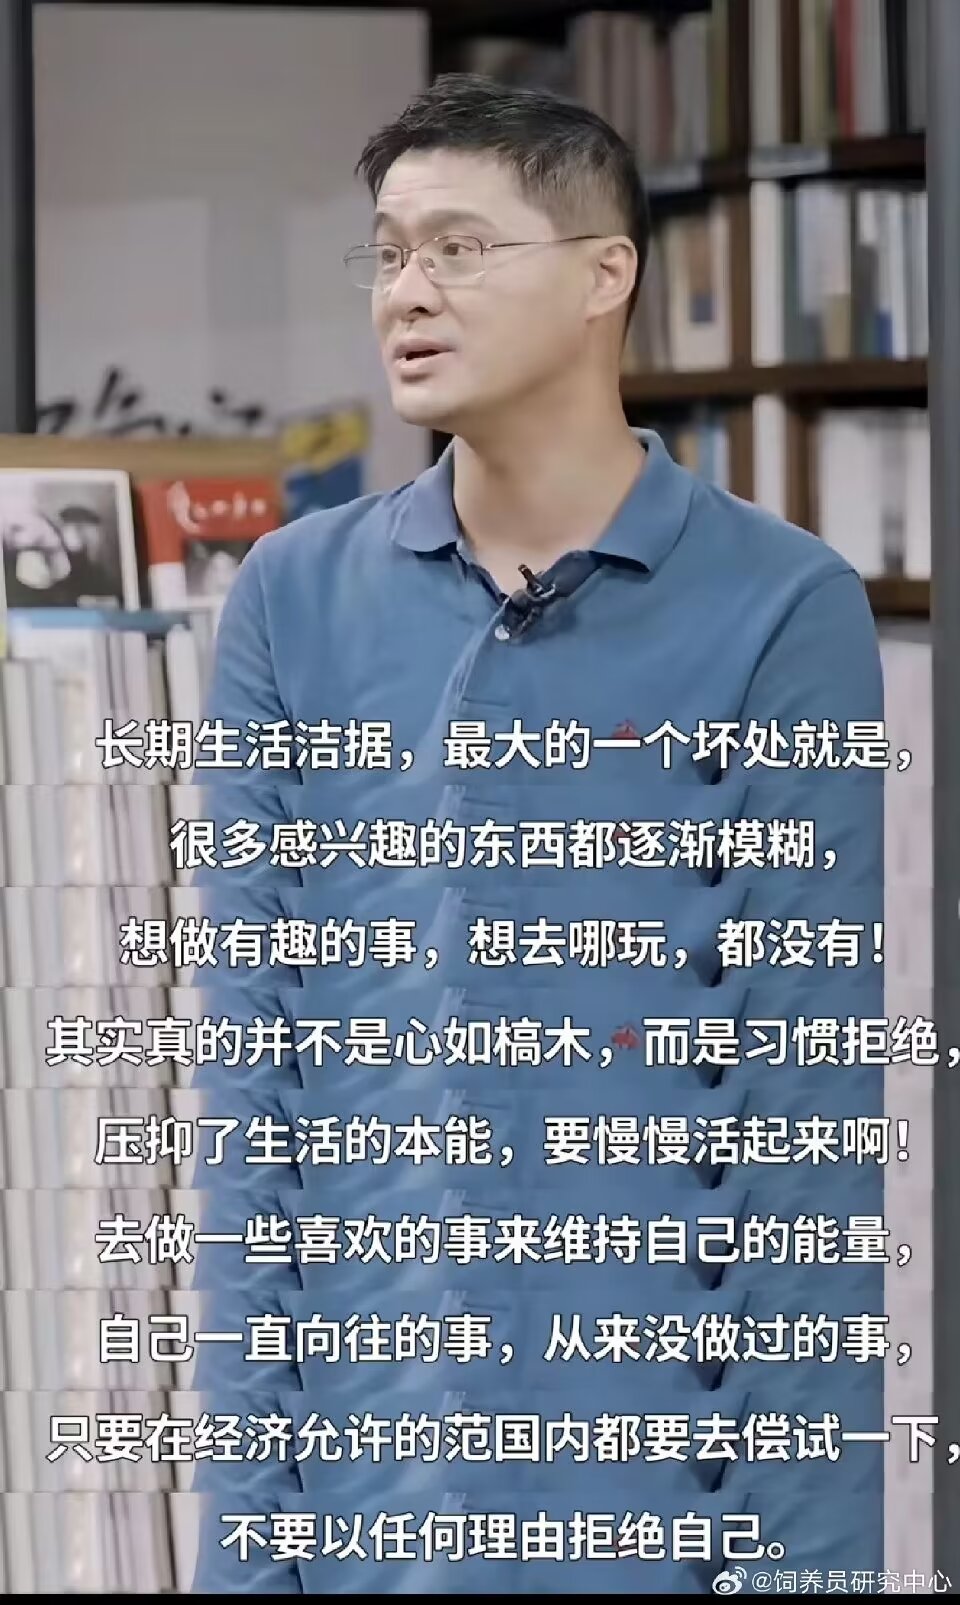 长期生活洁据，最大的一个坏处就是，
很多感兴趣的东西都逐渐模糊，
想做有趣的事，想去哪玩，都没有！
其实真的并不是心如槁木，而是习惯拒绝，
压抑了生活的本能，要慢慢活起来啊！
去做一些喜欢的事来维持自己的能量，
自己一直向往的事，从来没做过的事，
只要在经济允许的范国内都要去偿试一下，
不要以任何理由拒绝自己。
@饲养员研究中心